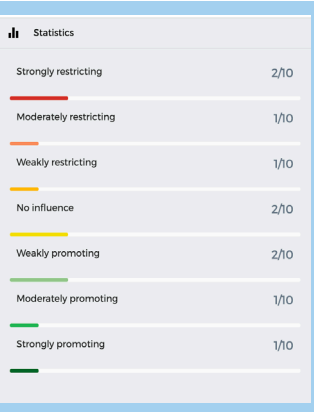 Statistics
Strongly restricting 2/10
Moderately restricting 1/10
Weakly restricting 1/10
No influence 2/10
Weakly promoting 2/10
Moderately promoting 1/10
Strongly promoting 1/10